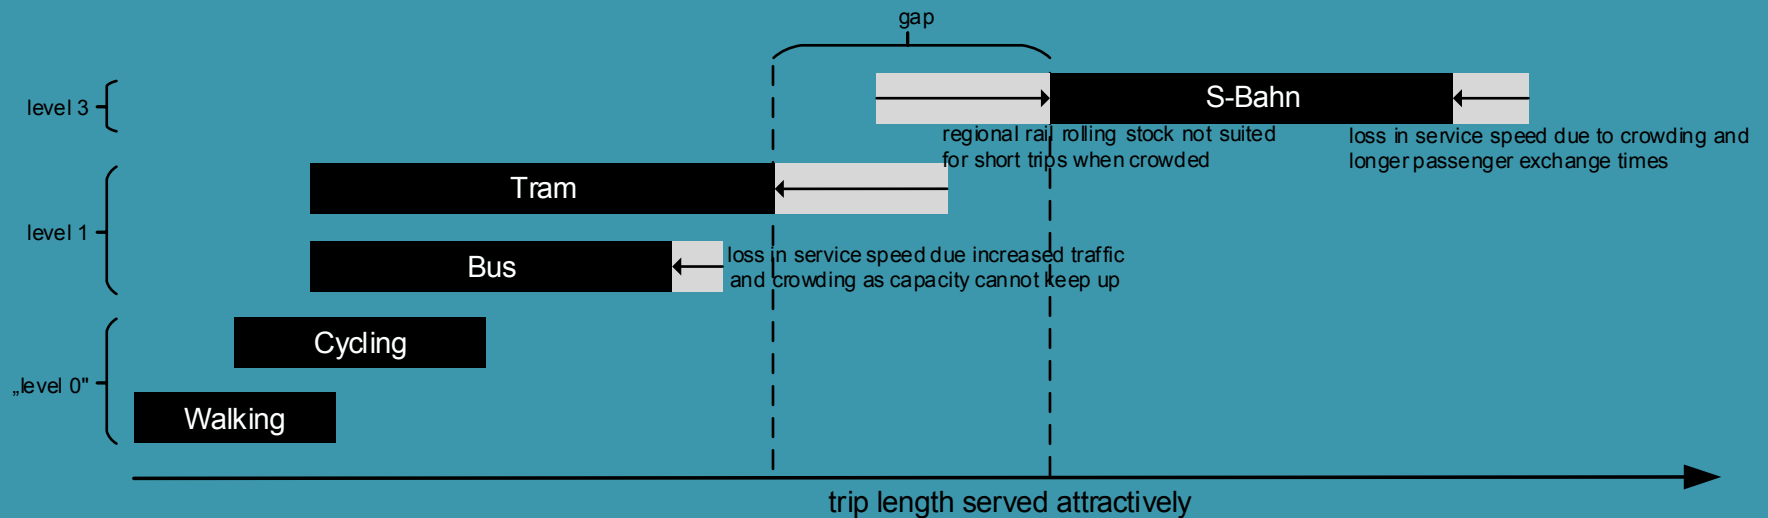 gap
level 3
S-Bahn
regional rail rolling stock not suited
for short trips when crowded
loss in service speed due to crowding and
longer passenger exchange times
level 1
Tram
Bus
loss in service speed due increased traffic
and crowding as capacity cannot keep up
„level 0"
Cycling
Walking
trip length served attractively